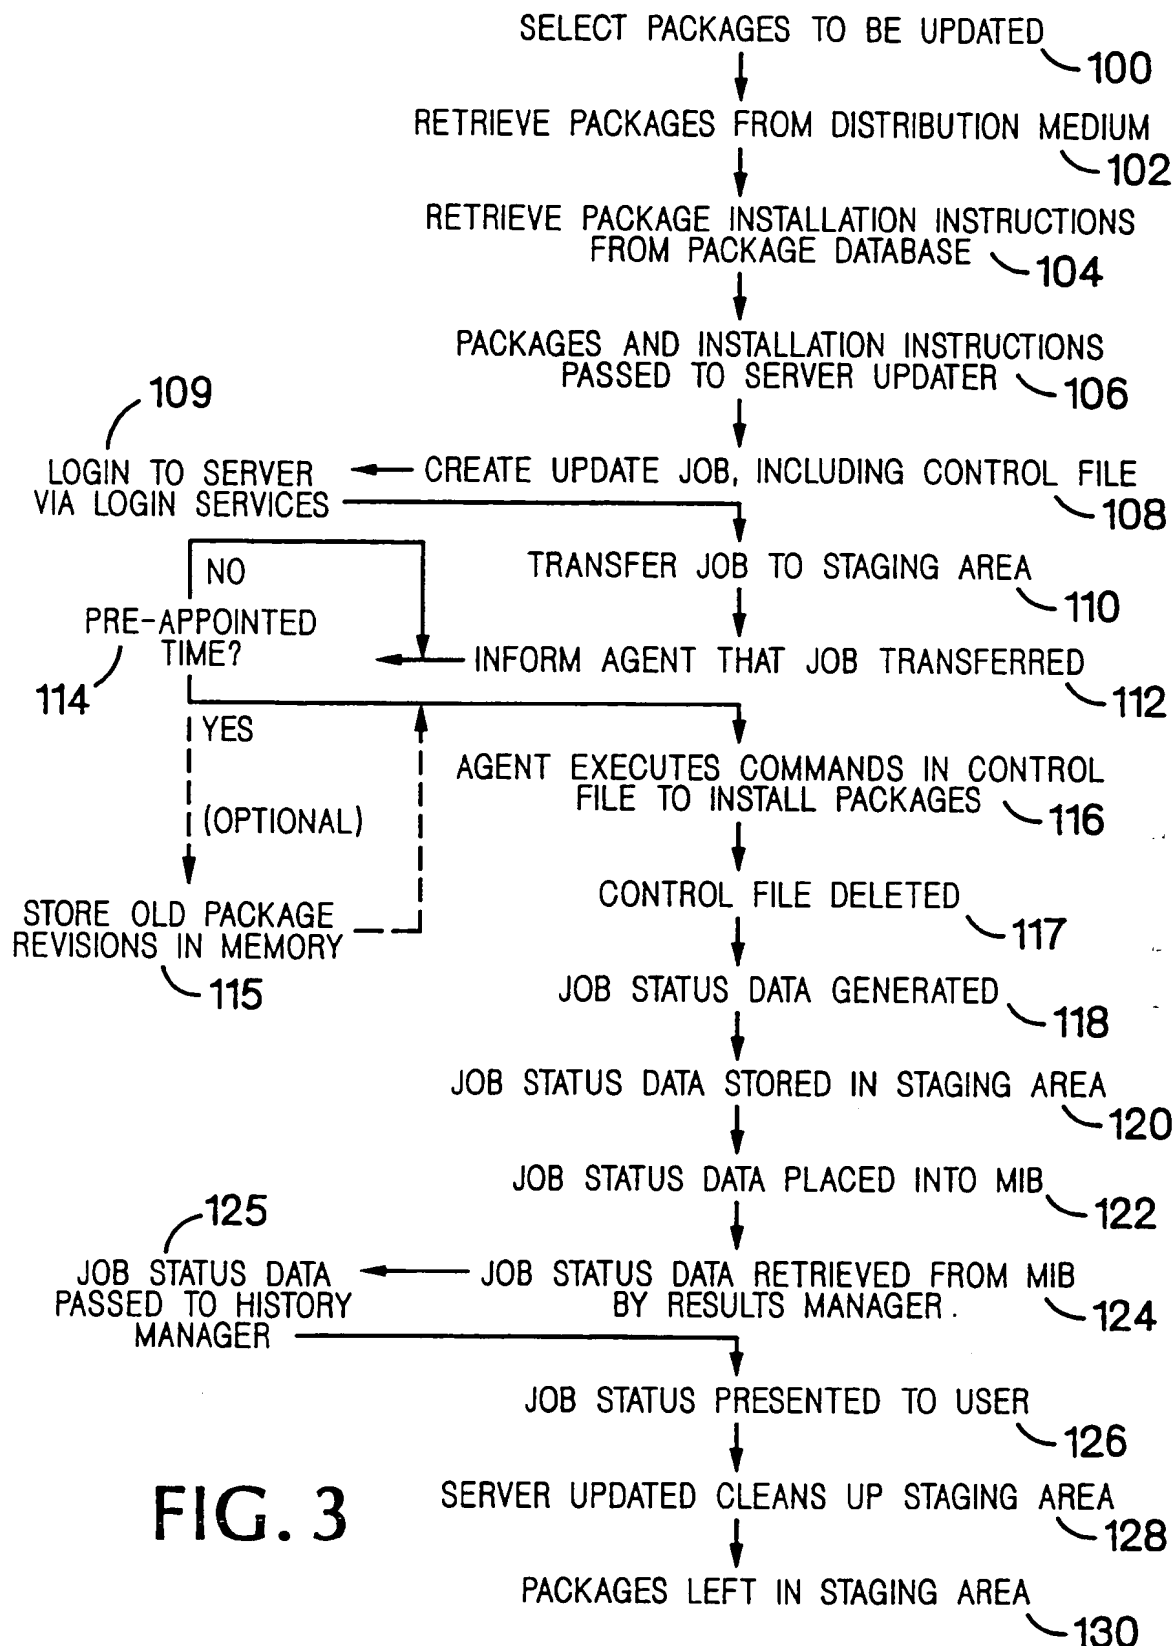 SELECT PACKAGES TO BE UPDATED
100
RETRIEVE PACKAGES FROM DISTRIBUTION MEDIUM
102
RETRIEVE PACKAGE INSTALLATION INSTRUCTIONS
FROM PACKAGE DATABASE
104
PACKAGES AND INSTALLATION INSTRUCTIONS
PASSED TO SERVER UPDATER
106
CREATE UPDATE JOB, INCLUDING CONTROL FILE
108
109
LOGIN TO SERVER
VIA LOGIN SERVICES
TRANSFER JOB TO STAGING AREA
110
INFORM AGENT THAT JOB TRANSFERRED
112
NO
PRE-APPOINTED
TIME?
114
YES
(OPTIONAL)
STORE OLD PACKAGE
REVISIONS IN MEMORY
115
AGENT EXECUTES COMMANDS IN CONTROL
FILE TO INSTALL PACKAGES
116
CONTROL FILE DELETED
117
JOB STATUS DATA GENERATED
118
JOB STATUS DATA STORED IN STAGING AREA
120
JOB STATUS DATA PLACED INTO MIB
122
JOB STATUS DATA RETRIEVED FROM MIB
BY RESULTS MANAGER.
124
125
JOB STATUS DATA
PASSED TO HISTORY
MANAGER
JOB STATUS PRESENTED TO USER
126
SERVER UPDATED CLEANS UP STAGING AREA
128
PACKAGES LEFT IN STAGING AREA
130
FIG. 3